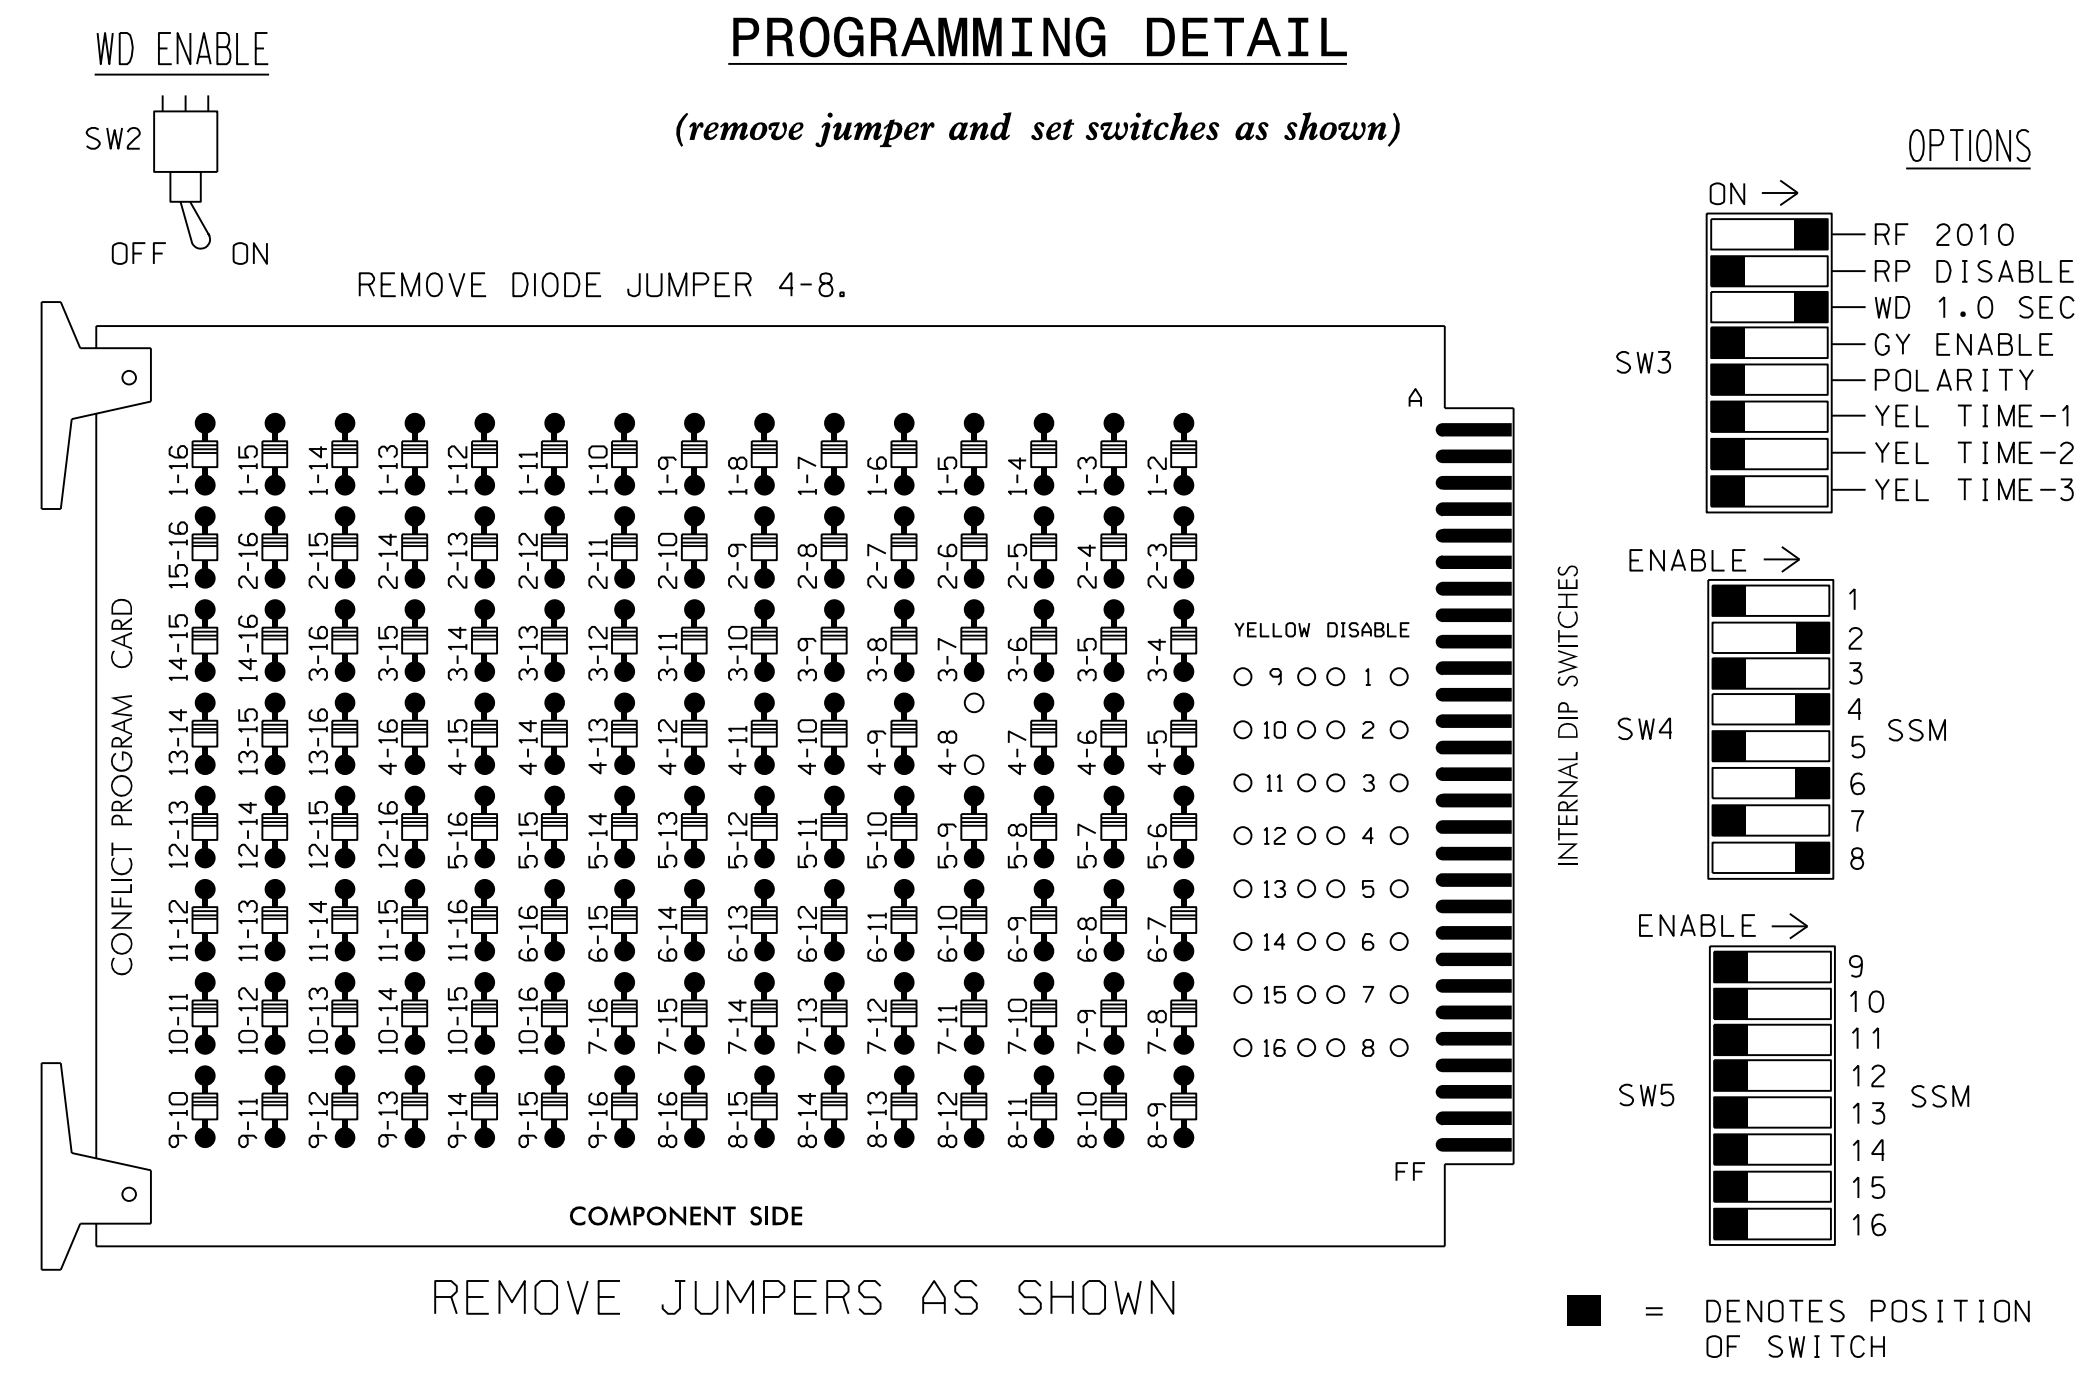 PROGRAMMING DETAIL
(remove jumper and set switches as shown)
WD ENABLE
SW2
OFF ON
REMOVE DIODE JUMPER 4-8.
CONFLICT PROGRAM CARD
1-16 1-15 1-14 1-13 1-12 1-11 1-10 1-9 1-8 1-7 1-6 1-5 1-4 1-3 1-2
15-16 2-16 2-15 2-14 2-13 2-12 2-11 2-10 2-9 2-8 2-7 2-6 2-5 2-4 2-3
14-15 14-16 3-16 3-15 3-14 3-13 3-12 3-11 3-10 3-9 3-8 3-7 3-6 3-5 3-4
13-14 13-15 13-16 4-16 4-15 4-14 4-13 4-12 4-11 4-10 4-9 4-8 4-7 4-6 4-5
12-13 12-14 12-15 12-16 5-16 5-15 5-14 5-13 5-12 5-11 5-10 5-9 5-8 5-7 5-6
11-12 11-13 11-14 11-15 11-16 6-16 6-15 6-14 6-13 6-12 6-11 6-10 6-9 6-8 6-7
10-11 10-12 10-13 10-14 10-15 10-16 7-16 7-15 7-14 7-13 7-12 7-11 7-10 7-9 7-8
9-10 9-11 9-12 9-13 9-14 9-15 9-16 8-16 8-15 8-14 8-13 8-12 8-11 8-10 8-9
A
YELLOW DISABLE
9 1
10 2
11 3
12 4
13 5
14 6
15 7
16 8
FF
COMPONENT SIDE
REMOVE JUMPERS AS SHOWN
INTERNAL DIP SWITCHES
OPTIONS
ON
SW3
RF 2010
RP DISABLE
WD 1.0 SEC
GY ENABLE
POLARITY
YEL TIME-1
YEL TIME-2
YEL TIME-3
ENABLE
SW4
1
2
3
4
5
6
7
8
SSM
ENABLE
SW5
9
10
11
12
13
14
15
16
SSM
= DENOTES POSITION
OF SWITCH